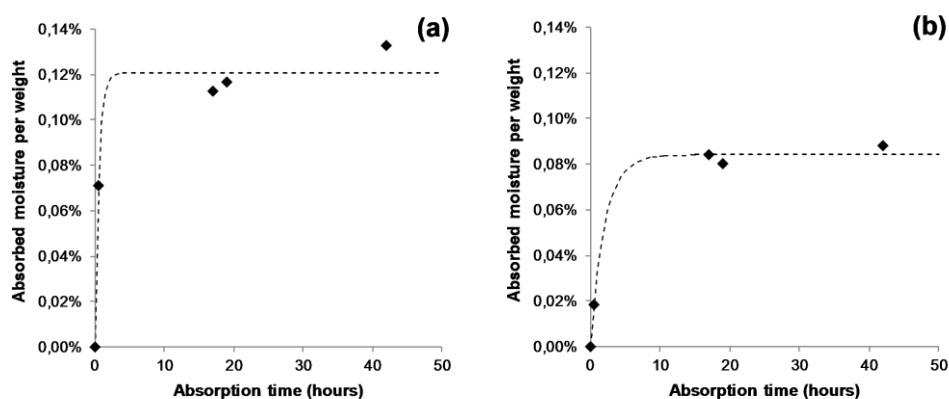 (a)
Absorbed moisture per weight
0,14%
0,12%
0,10%
0,08%
0,06%
0,04%
0,02%
0,00%
0 10 20 30 40 50
Absorption time (hours)
(b)
Absorbed moisture per weight
0,14%
0,12%
0,10%
0,08%
0,06%
0,04%
0,02%
0,00%
0 10 20 30 40 50
Absorption time (hours)